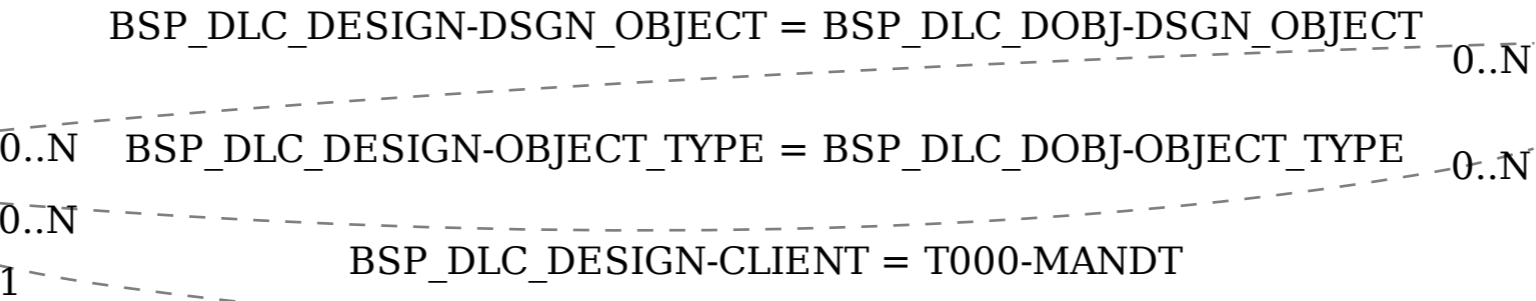 BSP_DLC_DESIGN-DSGN_OBJECT = BSP_DLC_DOBJ-DSGN_OBJECT
0..N
0..N
BSP_DLC_DESIGN-OBJECT_TYPE = BSP_DLC_DOBJ-OBJECT_TYPE
0..N
0..N
BSP_DLC_DESIGN-CLIENT = T000-MANDT
1